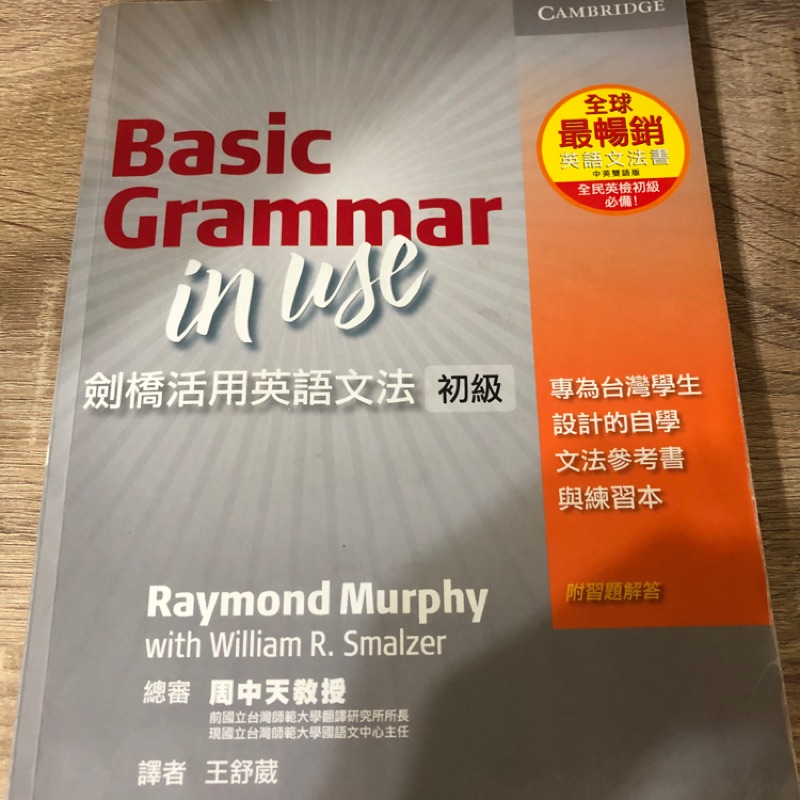 CAMBRIDGE
Basic
Grammar
in use
劍橋活用英語文法 初級
全球
最暢銷
英語文法書
中英雙語版
全民英檢初級
必備!
專為台灣學生
設計的自學
文法參考書
與練習本
附習題解答
Raymond Murphy
with William R. Smalzer
總審 周中天教授
前國立台灣師範大學翻譯研究所所長
現國立台灣師範大學國語文中心主任
譯者 王舒葳